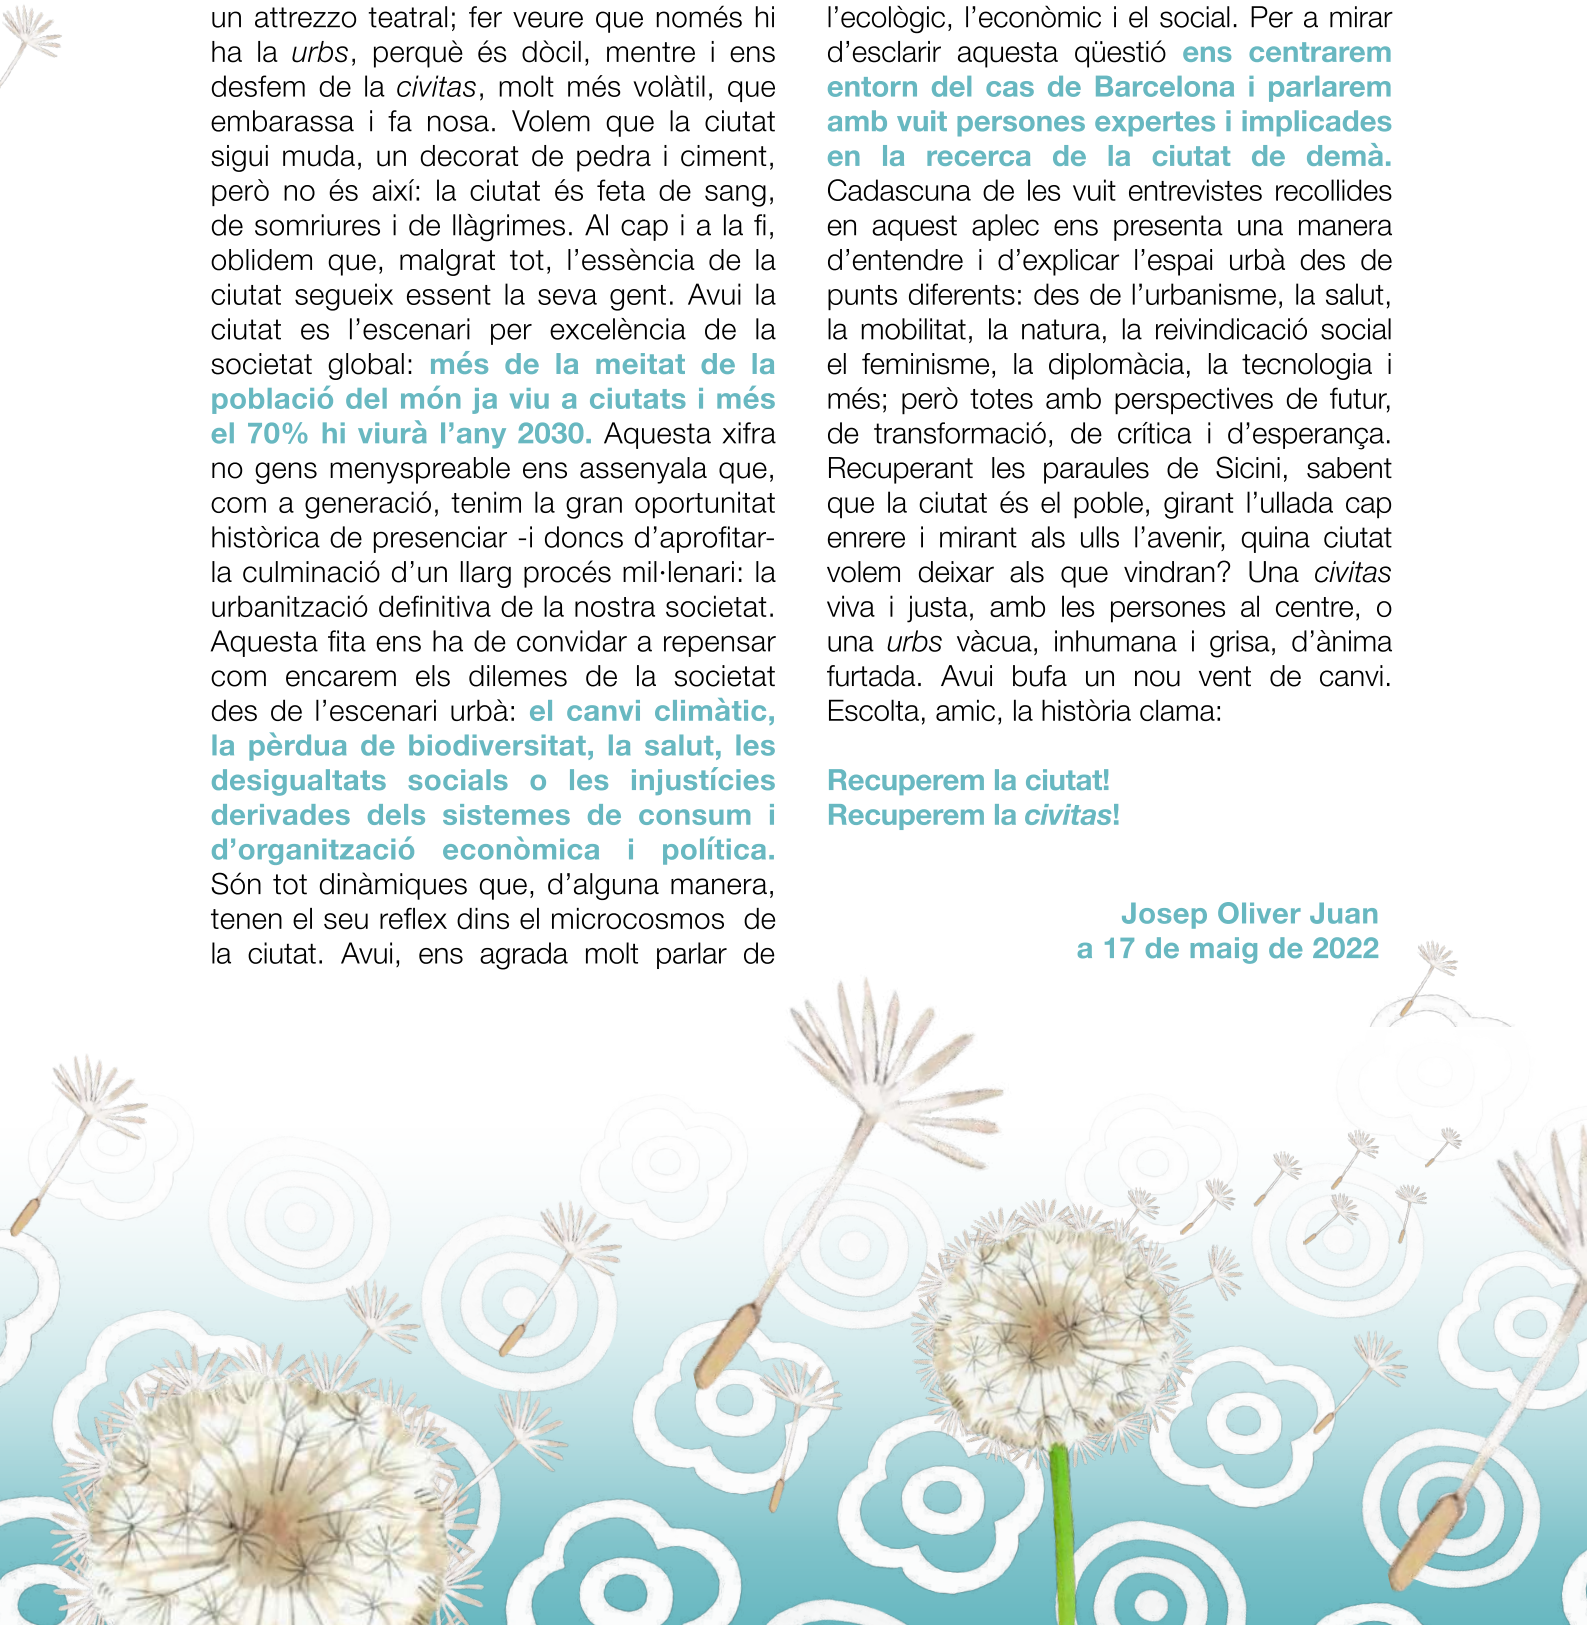 un attrezzo teatral; fer veure que només hi
ha la urbs, perquè és dòcil, mentre i ens
desfem de la civitas, molt més volàtil, que
embarassa i fa nosa. Volem que la ciutat
sigui muda, un decorat de pedra i ciment,
però no és així: la ciutat és feta de sang,
de somriures i de llàgrimes. Al cap i a la fi,
oblidem que, malgrat tot, l’essència de la
ciutat segueix essent la seva gent. Avui la
ciutat es l’escenari per excelència de la
societat global: més de la meitat de la
població del món ja viu a ciutats i més
el 70% hi viurà l’any 2030. Aquesta xifra
no gens menyspreable ens assenyala que,
com a generació, tenim la gran oportunitat
històrica de presenciar -i doncs d’aprofitar-
la culminació d’un llarg procés mil·lenari: la
urbanització definitiva de la nostra societat.
Aquesta fita ens ha de convidar a repensar
com encarem els dilemes de la societat
des de l’escenari urbà: el canvi climàtic,
la pèrdua de biodiversitat, la salut, les
desigualtats socials o les injustícies
derivades dels sistemes de consum i
d’organització econòmica i política.
Són tot dinàmiques que, d’alguna manera,
tenen el seu reflex dins el microcosmos de
la ciutat. Avui, ens agrada molt parlar de
l’ecològic, l’econòmic i el social. Per a mirar
d’esclarir aquesta qüestió ens centrarem
entorn del cas de Barcelona i parlarem
amb vuit persones expertes i implicades
en la recerca de la ciutat de demà.
Cadascuna de les vuit entrevistes recollides
en aquest aplec ens presenta una manera
d’entendre i d’explicar l’espai urbà des de
punts diferents: des de l’urbanisme, la salut,
la mobilitat, la natura, la reivindicació social
el feminisme, la diplomàcia, la tecnologia i
més; però totes amb perspectives de futur,
de transformació, de crítica i d’esperança.
Recuperant les paraules de Sicini, sabent
que la ciutat és el poble, girant l’ullada cap
enrere i mirant als ulls l’avenir, quina ciutat
volem deixar als que vindran? Una civitas
viva i justa, amb les persones al centre, o
una urbs vàcua, inhumana i grisa, d’ànima
furtada. Avui bufa un nou vent de canvi.
Escolta, amic, la història clama:
Recuperem la ciutat!
Recuperem la civitas!
Josep Oliver Juan
a 17 de maig de 2022